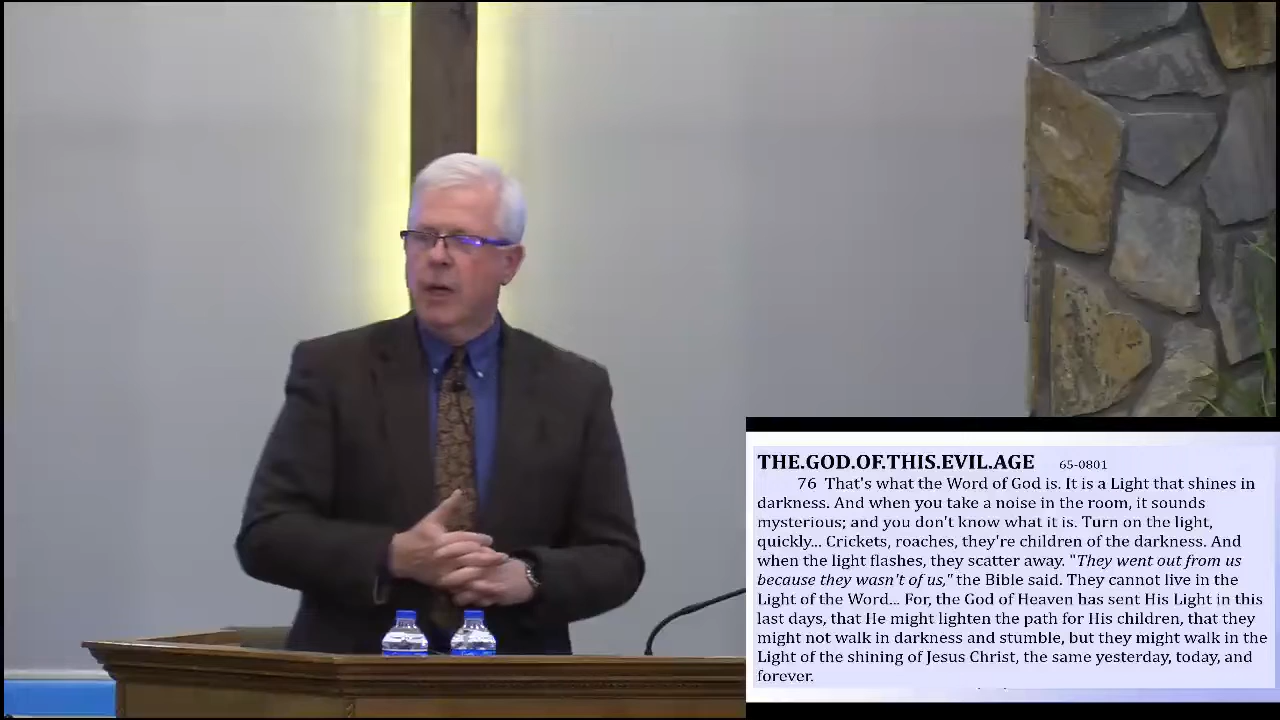 THE.GOD.OF.THIS.EVIL.AGE 65-0801
76 That's what the Word of God is. It is a Light that shines in
darkness. And when you take a noise in the room, it sounds
mysterious; and you don't know what it is. Turn on the light,
quickly... Crickets, roaches, they're children of the darkness. And
when the light flashes, they scatter away. "They went out from us
because they wasn't of us," the Bible said. They cannot live in the
Light of the Word... For, the God of Heaven has sent His Light in this
last days, that He might lighten the path for His children, that they
might not walk in darkness and stumble, but they might walk in the
Light of the shining of Jesus Christ, the same yesterday, today, and
forever.